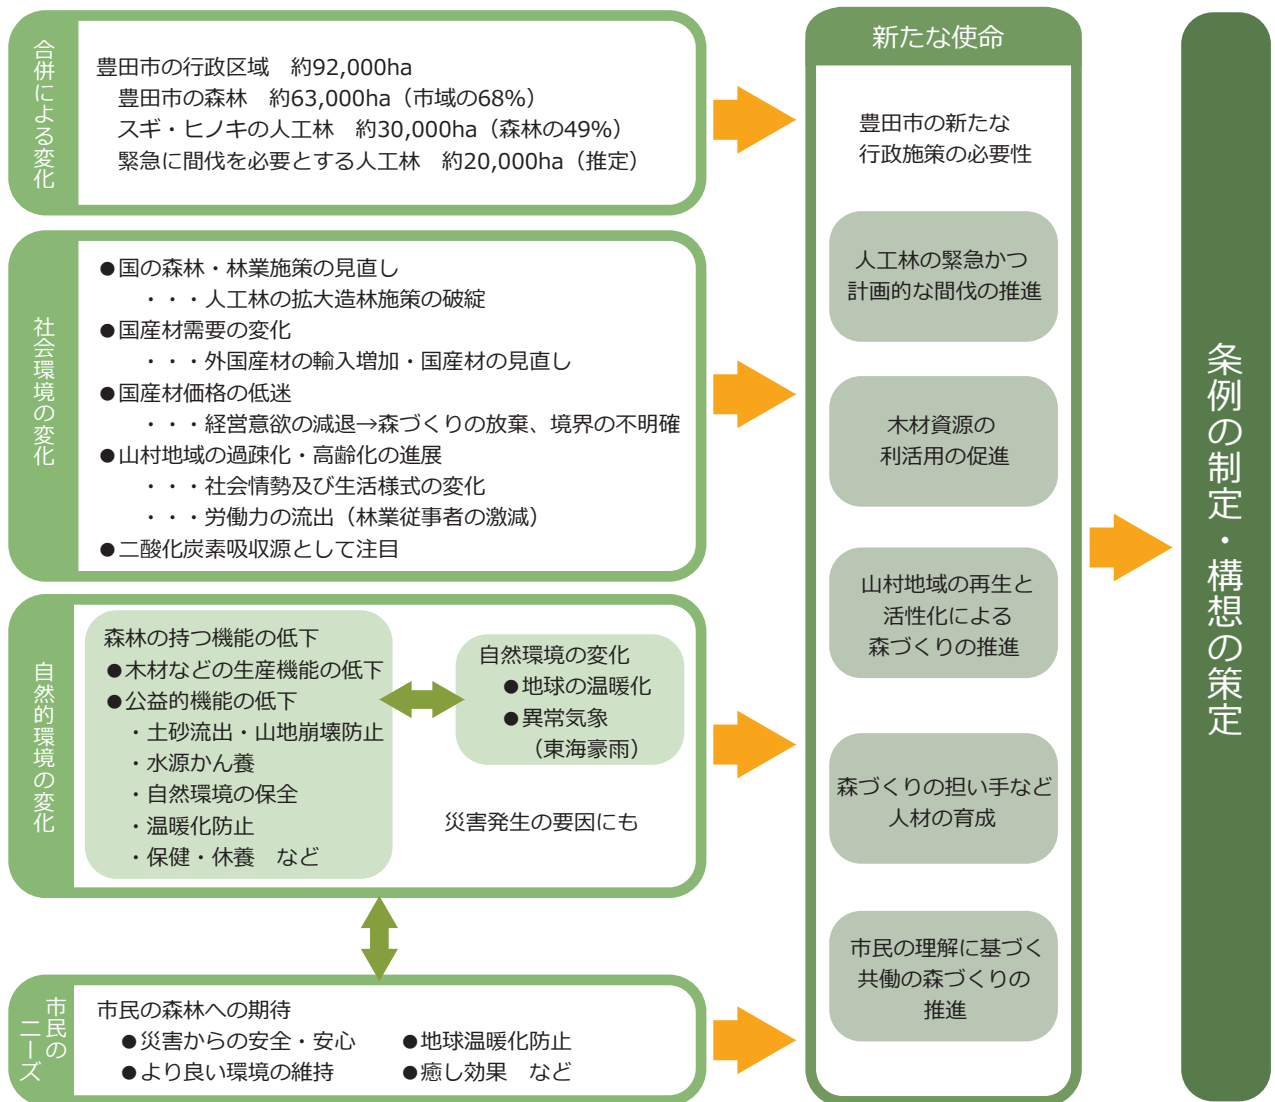 合併による変化
豊田市の行政区域　約92,000ha
豊田市の森林　約63,000ha（市域の68%）
スギ・ヒノキの人工林　約30,000ha（森林の49%）
緊急に間伐を必要とする人工林　約20,000ha（推定）
社会環境の変化
●国の森林・林業施策の見直し
・・・人工林の拡大造林施策の破綻
●国産材需要の変化
・・・外国産材の輸入増加・国産材の見直し
●国産材価格の低迷
・・・経営意欲の減退→森づくりの放棄、境界の不明確
●山村地域の過疎化・高齢化の進展
・・・社会情勢及び生活様式の変化
・・・労働力の流出（林業従事者の激減）
●二酸化炭素吸収源として注目
自然的環境の変化
森林の持つ機能の低下
●木材などの生産機能の低下
●公益的機能の低下
・土砂流出・山地崩壊防止
・水源かん養
・自然環境の保全
・温暖化防止
・保健・休養　など
自然環境の変化
●地球の温暖化
●異常気象
（東海豪雨）
災害発生の要因にも
市民の
ニーズ
市民の森林への期待
●災害からの安全・安心
●地球温暖化防止
●より良い環境の維持
●癒し効果　など
新たな使命
豊田市の新たな
行政施策の必要性
人工林の緊急かつ
計画的な間伐の推進
木材資源の
利活用の促進
山村地域の再生と
活性化による
森づくりの推進
森づくりの担い手など
人材の育成
市民の理解に基づく
共働の森づくりの
推進
条例の制定・構想の策定